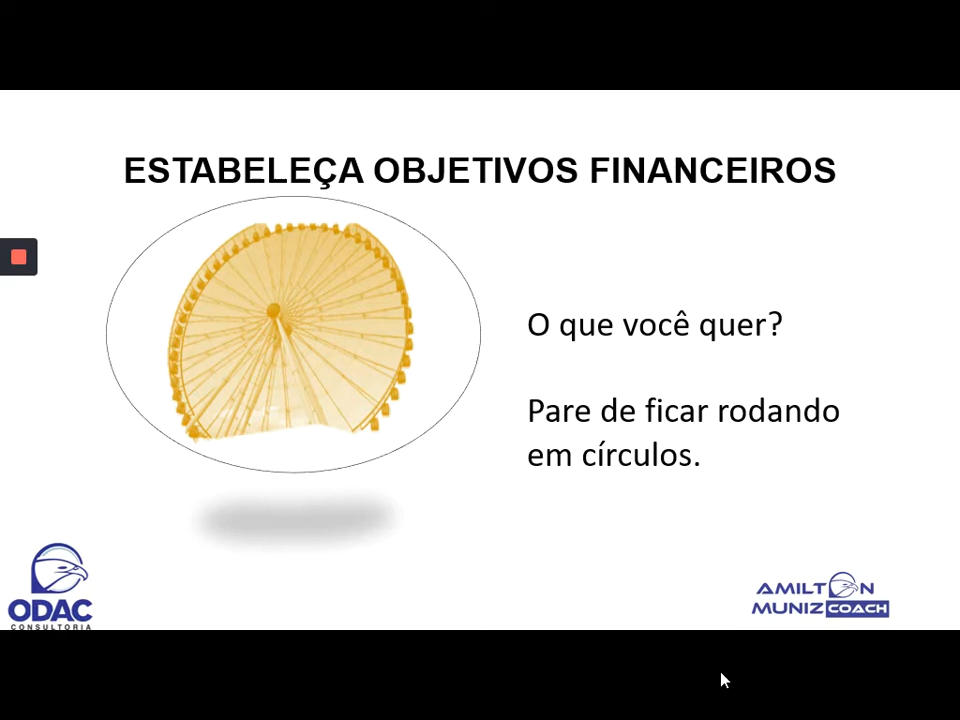 ESTABELEÇA OBJETIVOS FINANCEIROS
O que você quer?
Pare de ficar rodando
em círculos.
ODAC
CONSULTORIA
AMILTON
MUNIZ COACH